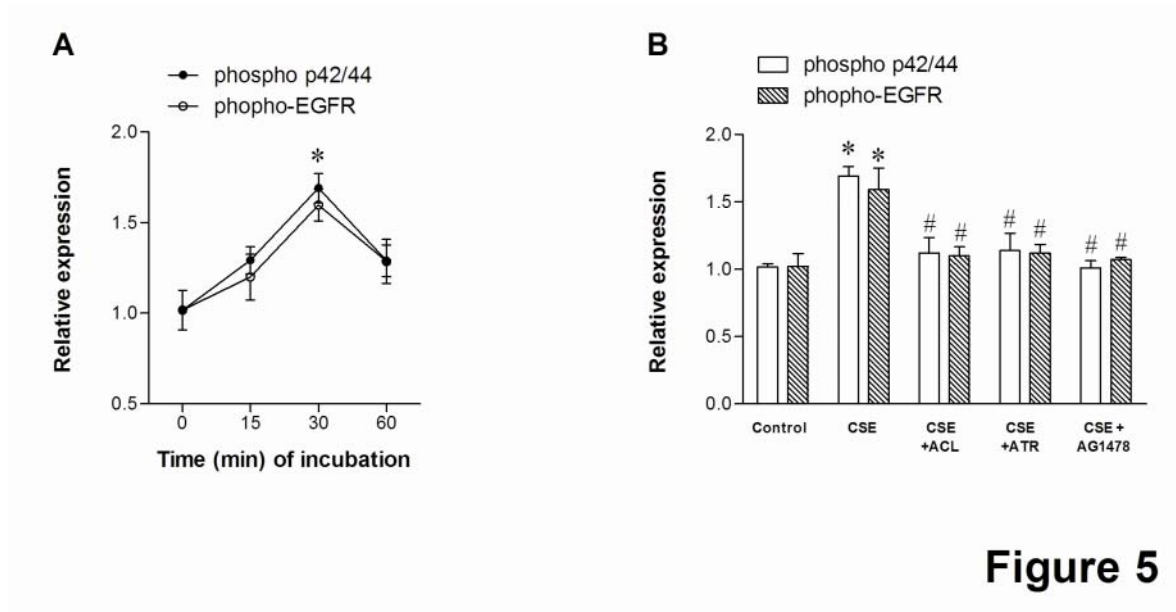 A
phospho p42/44
phopho-EGFR
2.0
1.5
1.0
0.5
Relative expression
*
0 15 30 60
Time (min) of incubation
B
phospho p42/44
phopho-EGFR
2.0
1.5
1.0
0.5
0.0
Relative expression
* *
# # # # # #
Control CSE CSE CSE CSE +
+ACL +ATR AG1478
Figure 5